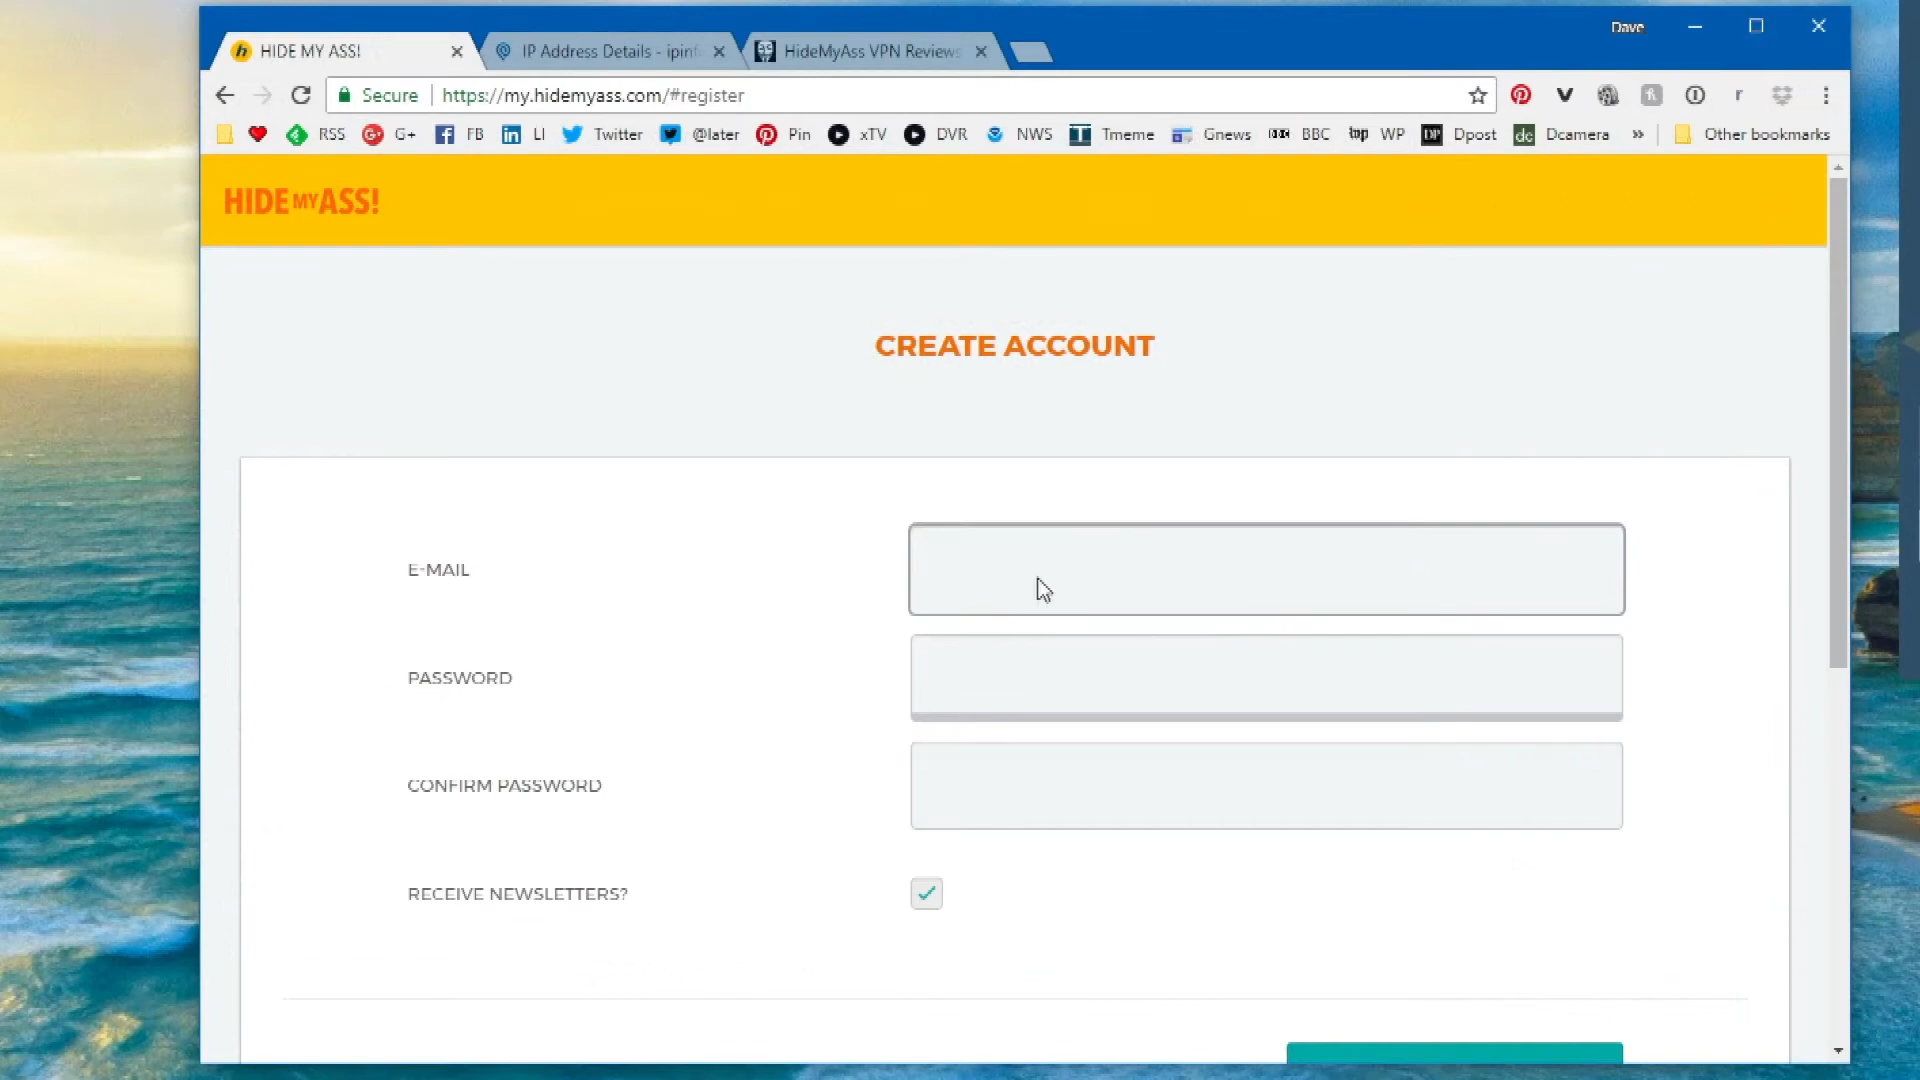 Dave
HIDE MY ASS!
IP Address Details - ipinf
HideMyAss VPN Reviews
Secure
https://my.hidemyass.com/#register
RSS
G+
FB
LI
Twitter
@later
Pin
xTV
DVR
NWS
Tmeme
Gnews
BBC
WP
Dpost
Dcamera
»
Other bookmarks
HIDE MY ASS!
CREATE ACCOUNT
E-MAIL
PASSWORD
CONFIRM PASSWORD
RECEIVE NEWSLETTERS?